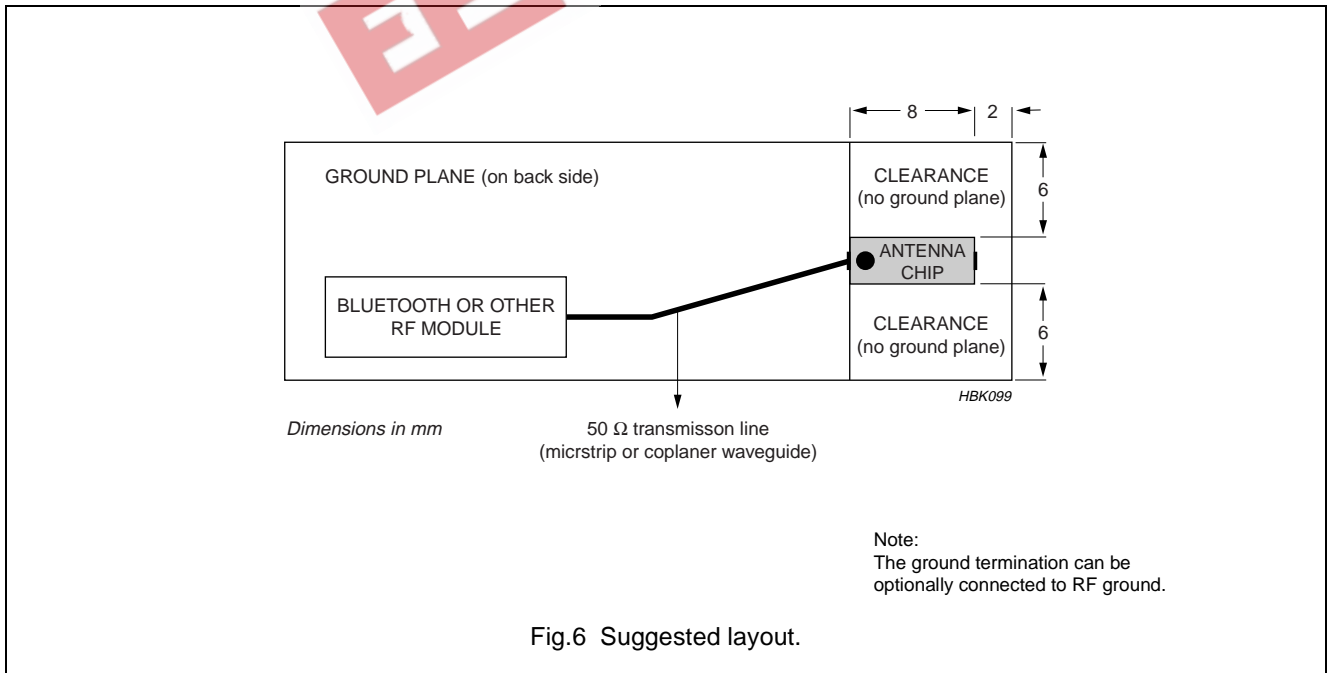 8
2
GROUND PLANE (on back side)
CLEARANCE
(no ground plane)
6
ANTENNA
CHIP
BLUETOOTH OR OTHER
RF MODULE
CLEARANCE
(no ground plane)
6
HBK099
Dimensions in mm
50 Ω transmisson line
(micrstrip or coplaner waveguide)
Note:
The ground termination can be
optionally connected to RF ground.
Fig.6 Suggested layout.